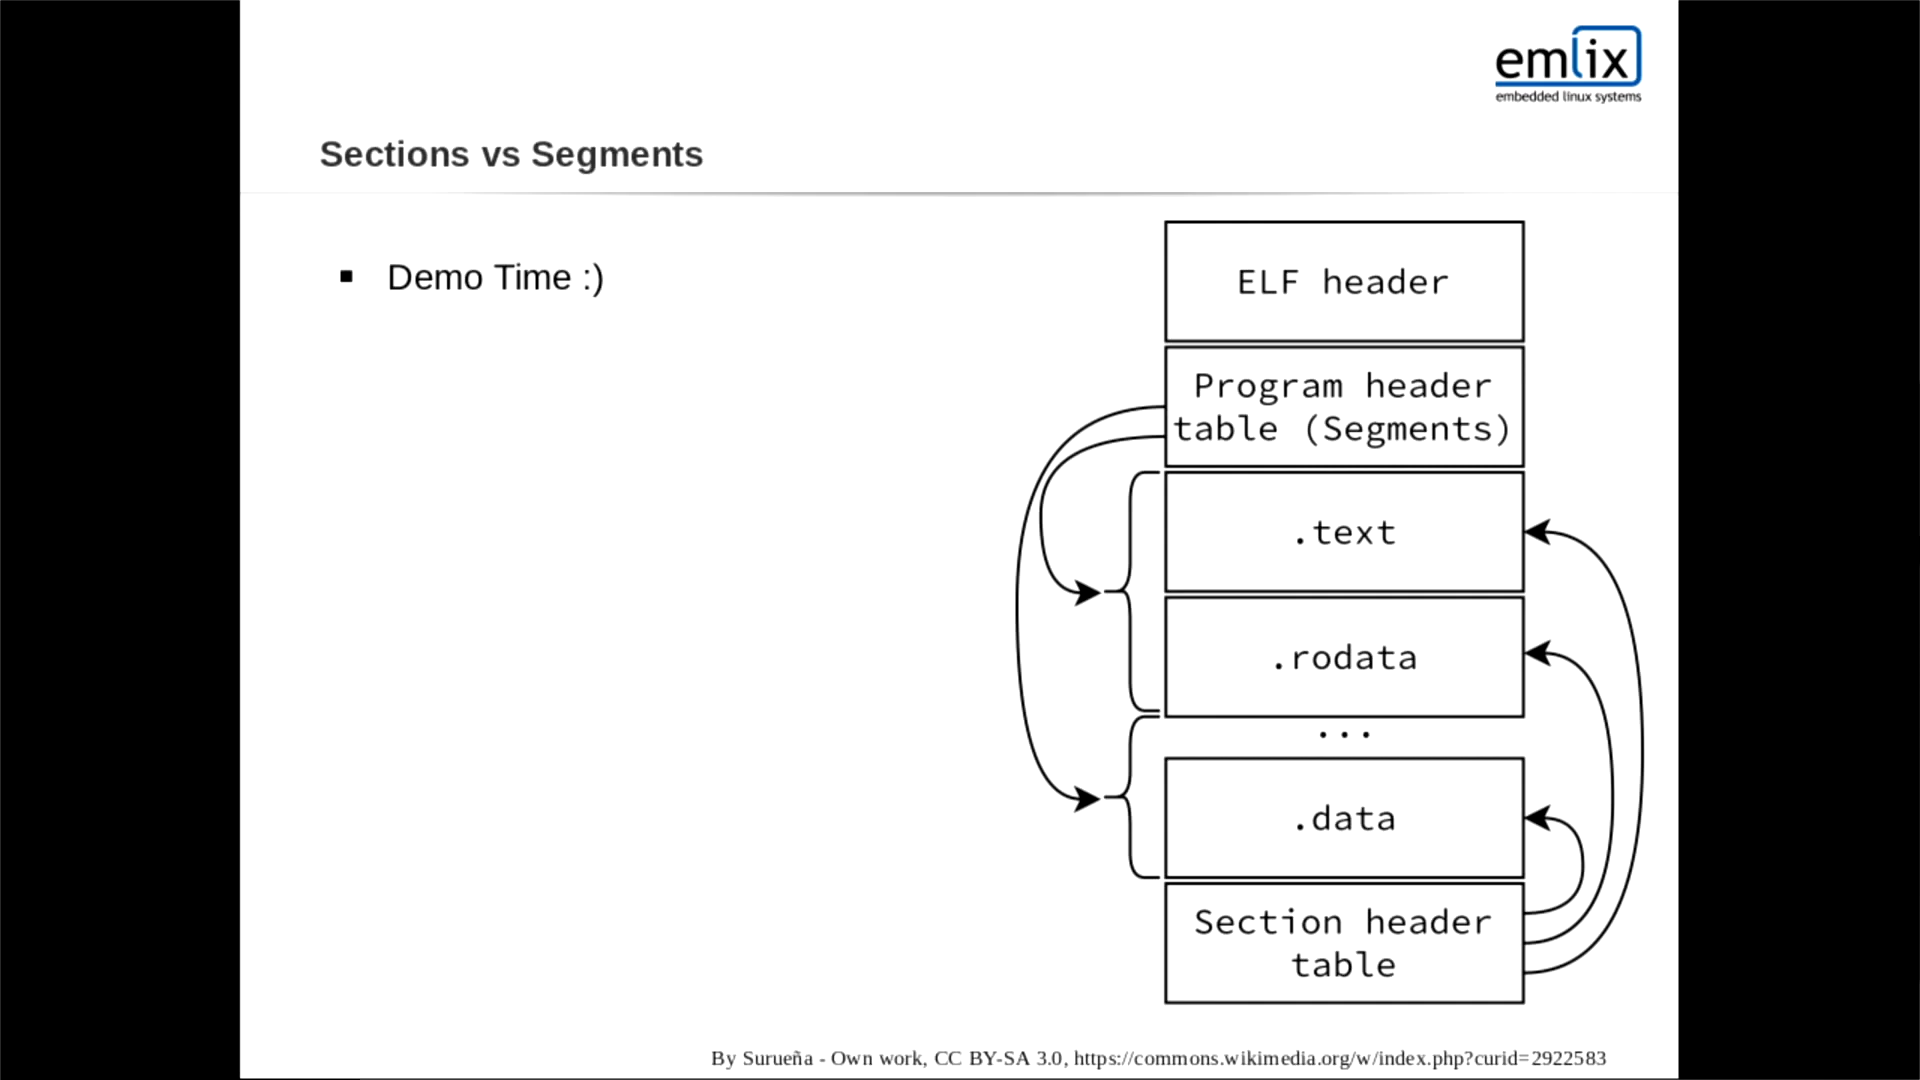 emlix
embedded linux systems
Sections vs Segments
▪ Demo Time :)
ELF header
Program header
table (Segments)
.text
.rodata
...
.data
Section header
table
By Surueña - Own work, CC BY-SA 3.0, https://commons.wikimedia.org/w/index.php?curid=2922583